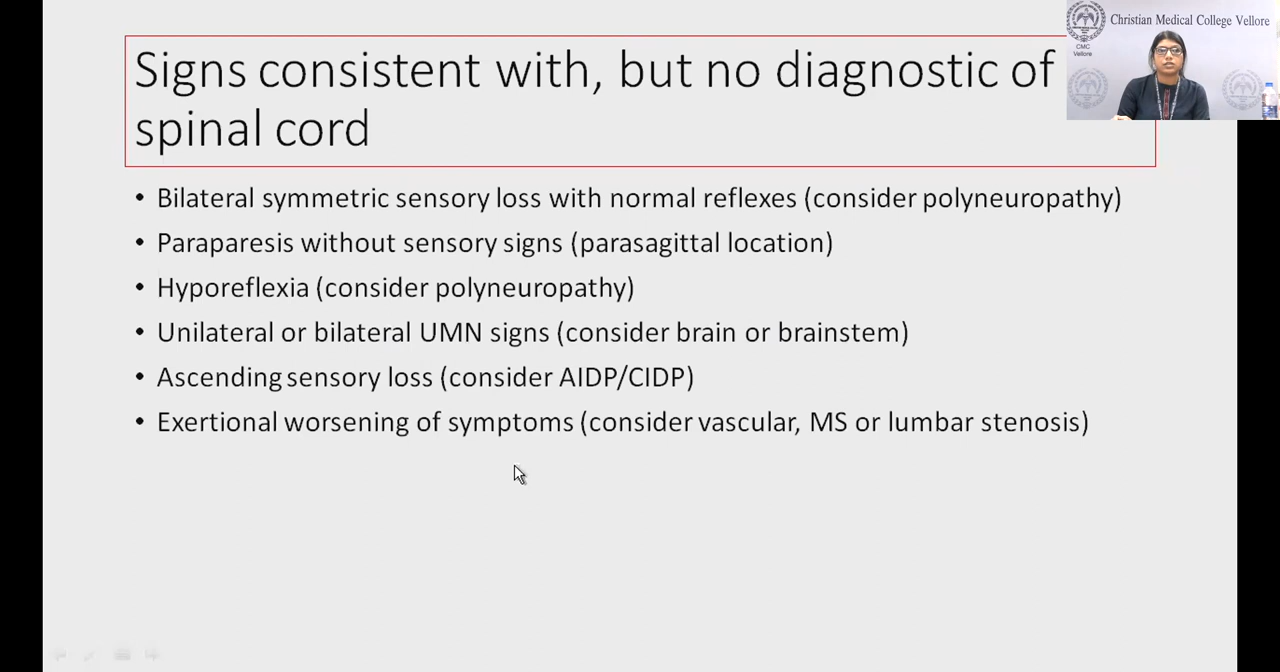 Christian Medical College Vellore
CMC
Vellore
Signs consistent with, but no diagnostic of
spinal cord
• Bilateral symmetric sensory loss with normal reflexes (consider polyneuropathy)
• Paraparesis without sensory signs (parasagittal location)
• Hyporeflexia (consider polyneuropathy)
• Unilateral or bilateral UMN signs (consider brain or brainstem)
• Ascending sensory loss (consider AIDP/CIDP)
• Exertional worsening of symptoms (consider vascular, MS or lumbar stenosis)